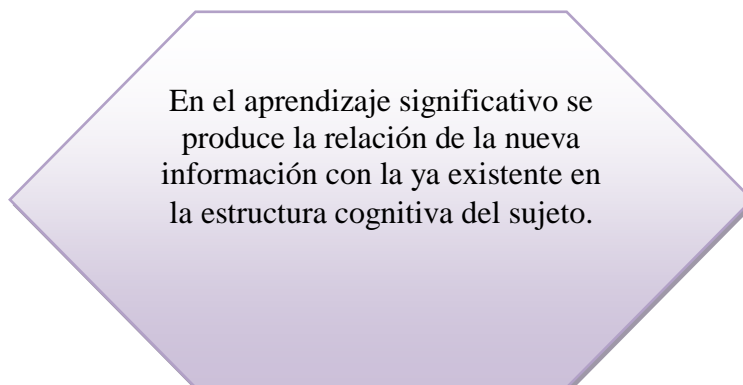 En el aprendizaje significativo se
produce la relación de la nueva
información con la ya existente en
la estructura cognitiva del sujeto.